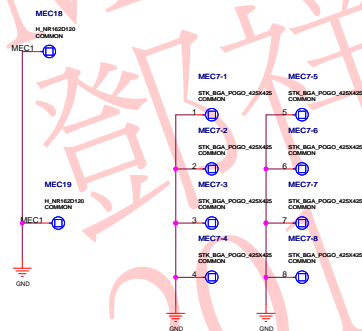 MEC18
H_NR162D120
COMMON
MEC1
MEC19
H_NR162D120
COMMON
MEC1
GND
MEC7-1
STK_BGA_POGO_425X425
COMMON
1
MEC7-2
STK_BGA_POGO_425X425
COMMON
2
MEC7-3
STK_BGA_POGO_425X425
COMMON
3
MEC7-4
STK_BGA_POGO_425X425
COMMON
4
GND
MEC7-5
STK_BGA_POGO_425X425
COMMON
5
MEC7-6
STK_BGA_POGO_425X425
COMMON
6
MEC7-7
STK_BGA_POGO_425X425
COMMON
7
MEC7-8
STK_BGA_POGO_425X425
COMMON
8
GND
鄧